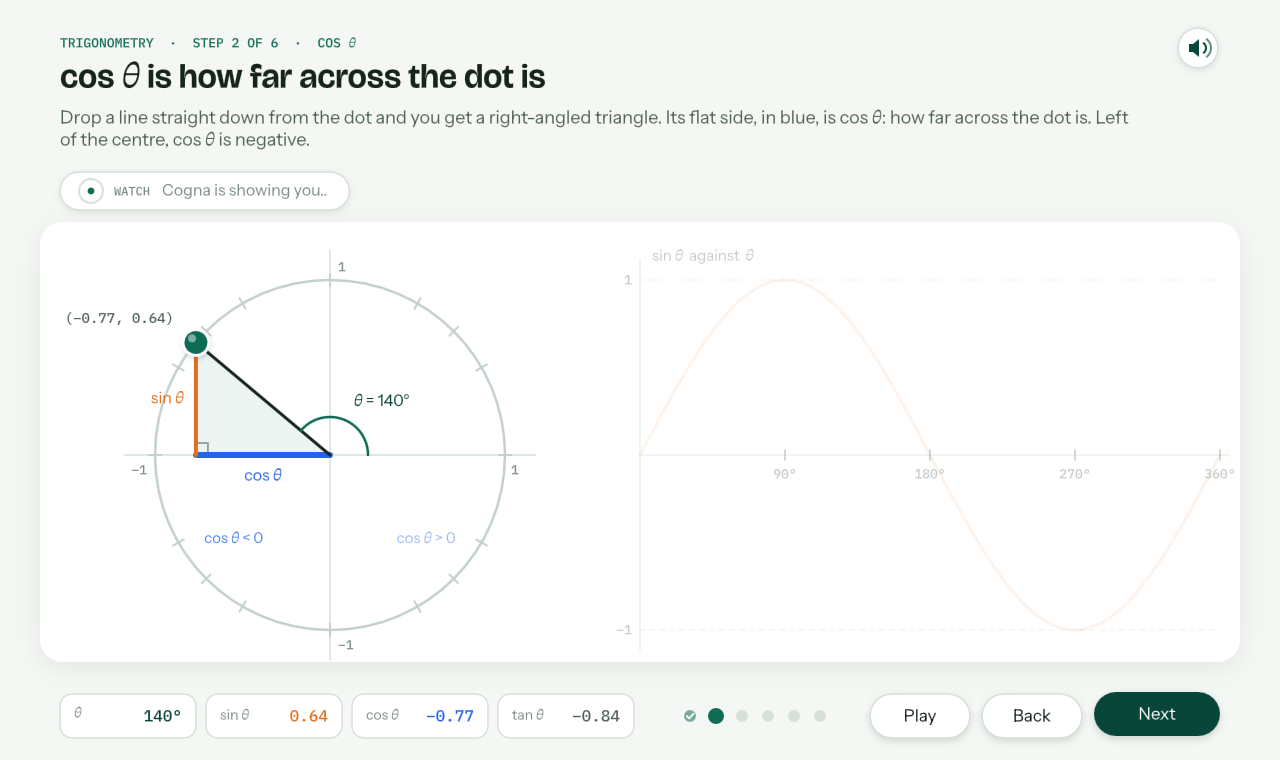 TRIGONOMETRY · STEP 2 OF 6 · COS θ
cos θ is how far across the dot is
Drop a line straight down from the dot and you get a right-angled triangle. Its flat side, in blue, is cos θ: how far across the dot is. Left
of the centre, cos θ is negative.
WATCH Cogna is showing you..
sin θ against θ
1
1
(−0.77, 0.64)
sin θ
θ = 140°
−1
1
cos θ
90°
180°
270°
360°
cos θ < 0
cos θ > 0
−1
−1
θ 140°
sin θ 0.64
cos θ −0.77
tan θ −0.84
Play
Back
Next